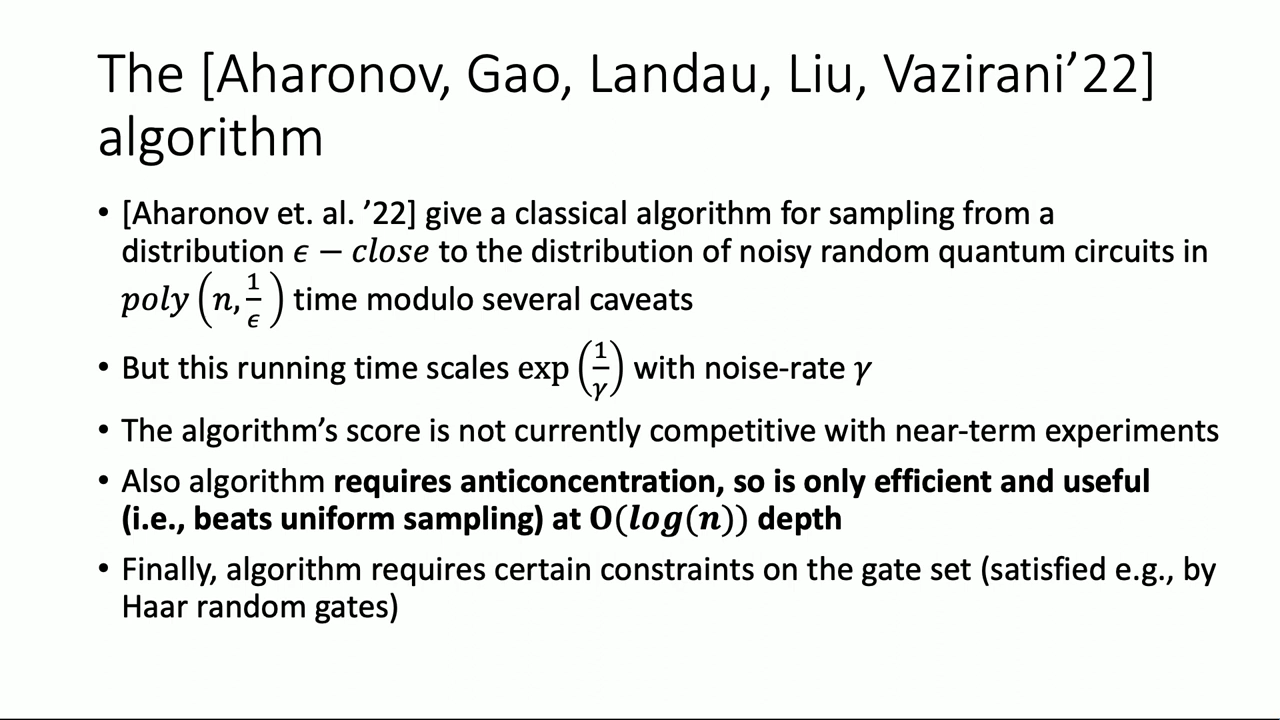 The [Aharonov, Gao, Landau, Liu, Vazirani’22]
algorithm
• [Aharonov et. al. ’22] give a classical algorithm for sampling from a
distribution ϵ − close to the distribution of noisy random quantum circuits in
poly(n, 1/ϵ) time modulo several caveats
• But this running time scales exp(1/γ) with noise-rate γ
• The algorithm’s score is not currently competitive with near-term experiments
• Also algorithm requires anticoncentration, so is only efficient and useful
(i.e., beats uniform sampling) at O(log(n)) depth
• Finally, algorithm requires certain constraints on the gate set (satisfied e.g., by
Haar random gates)